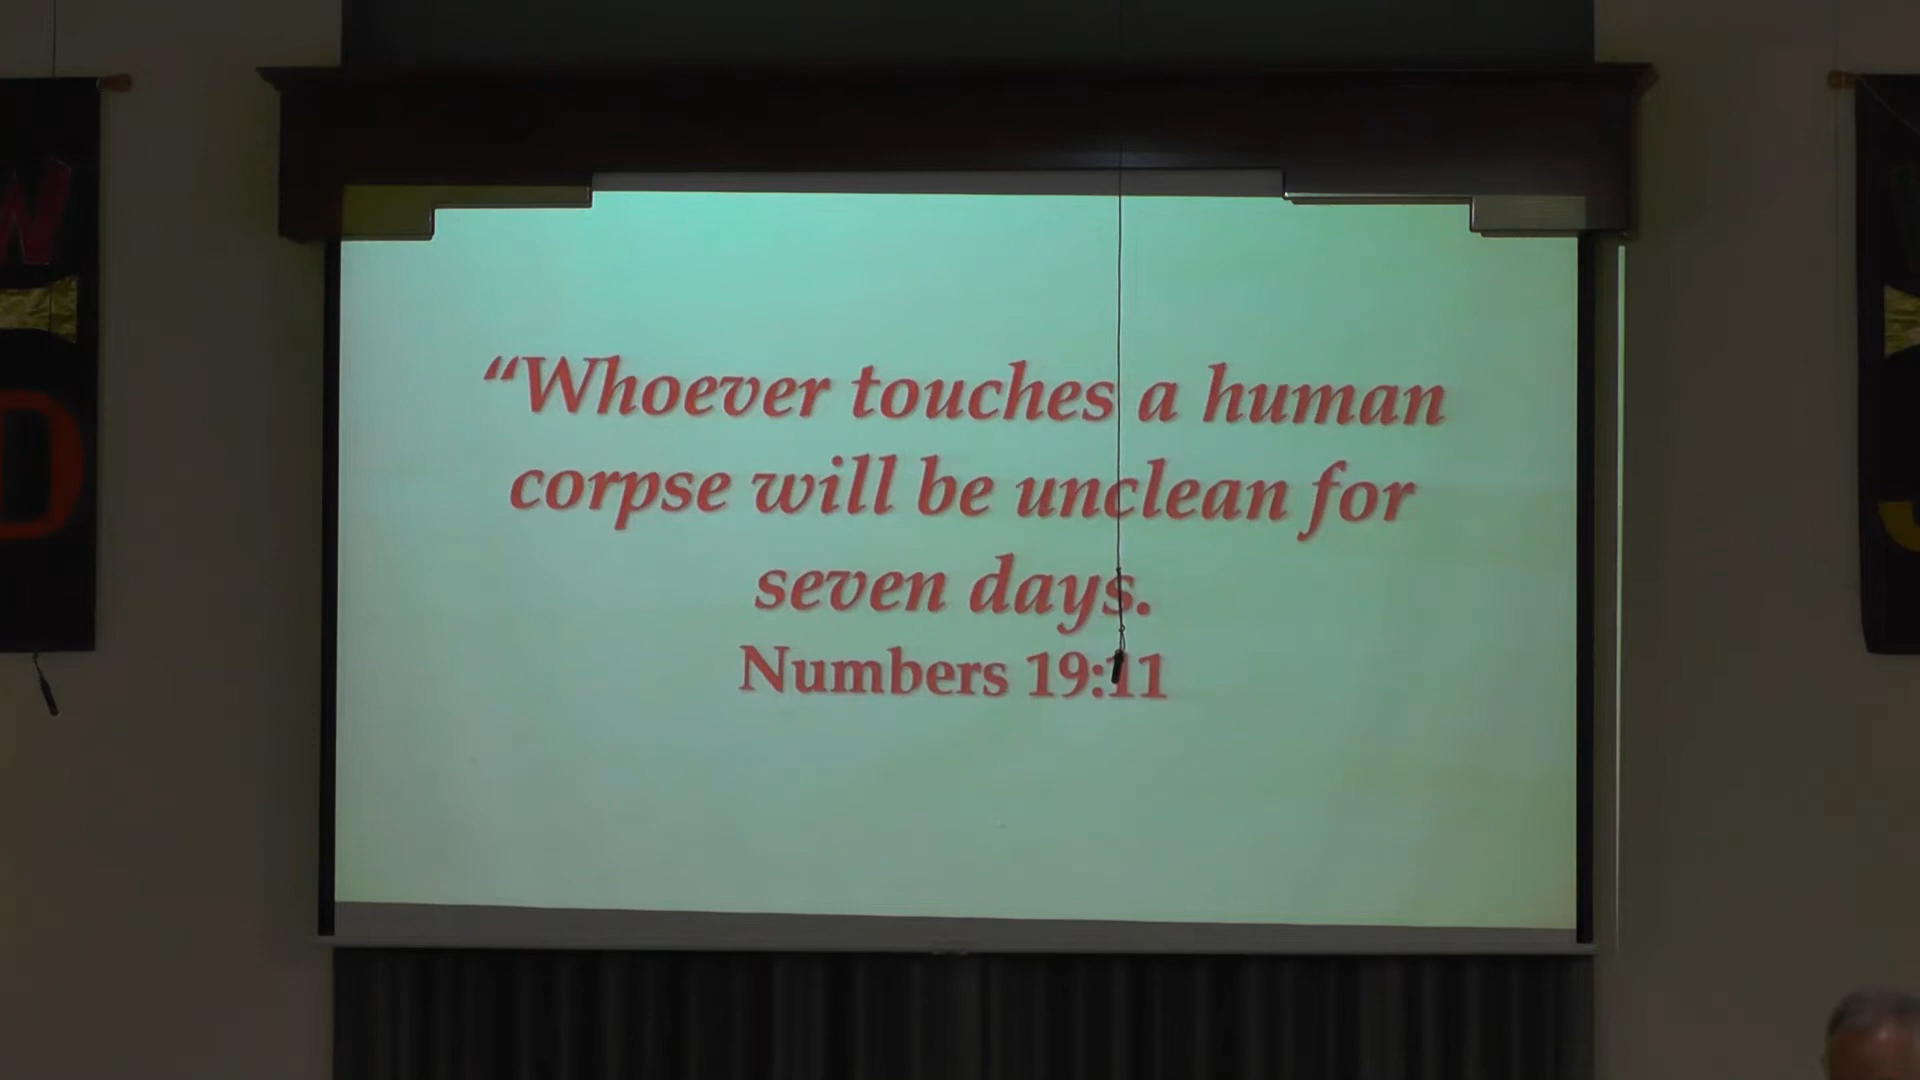 “Whoever touches a human
corpse will be unclean for
seven days.
Numbers 19:11
W
D